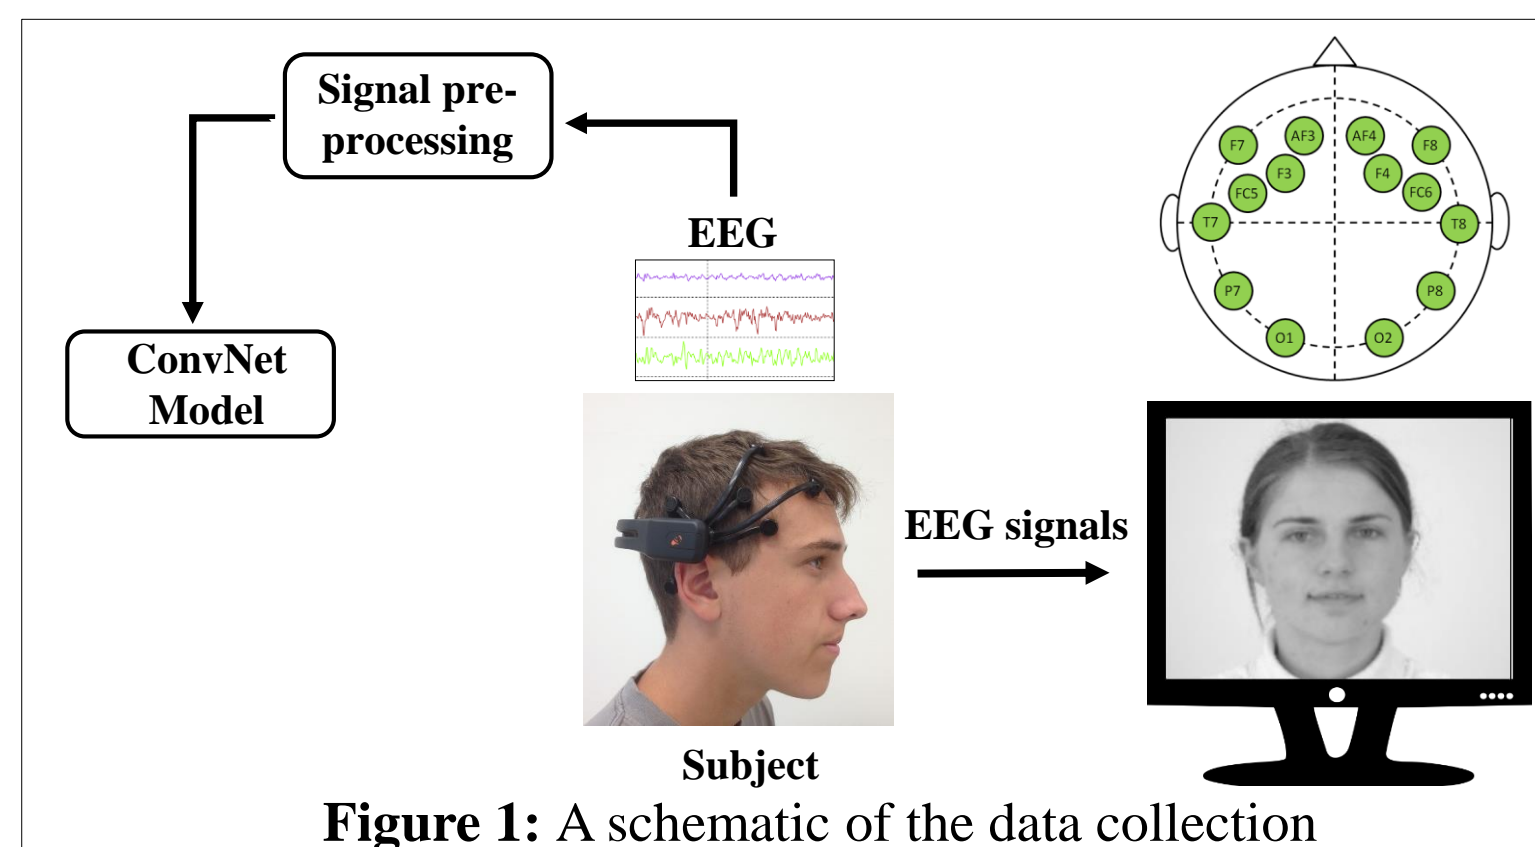 Signal pre-
processing
EEG
ConvNet
Model
AF3
AF4
F7
F8
F3
F4
FC5
FC6
T7
T8
P7
P8
O1
O2
EEG signals
Subject
Figure 1: A schematic of the data collection